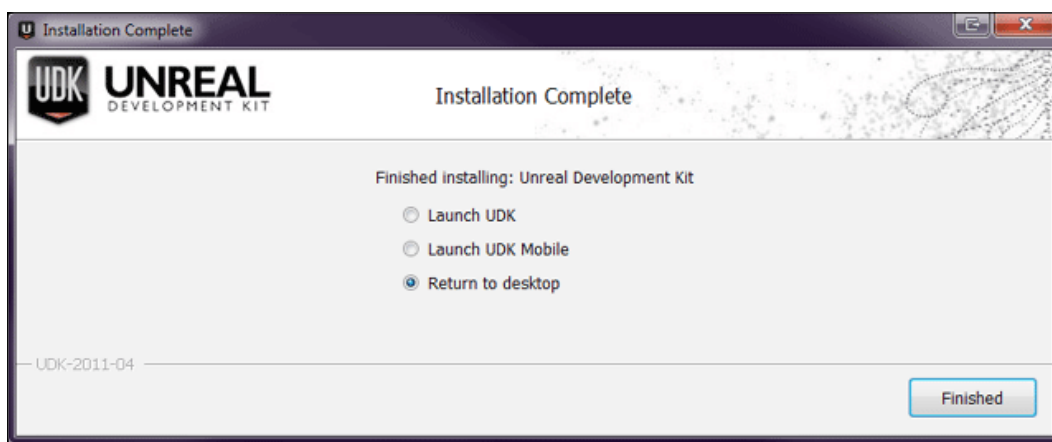 Installation Complete
UDK UNREAL
DEVELOPMENT KIT
Installation Complete
Finished installing: Unreal Development Kit
Launch UDK
Launch UDK Mobile
Return to desktop
UDK-2011-04
Finished